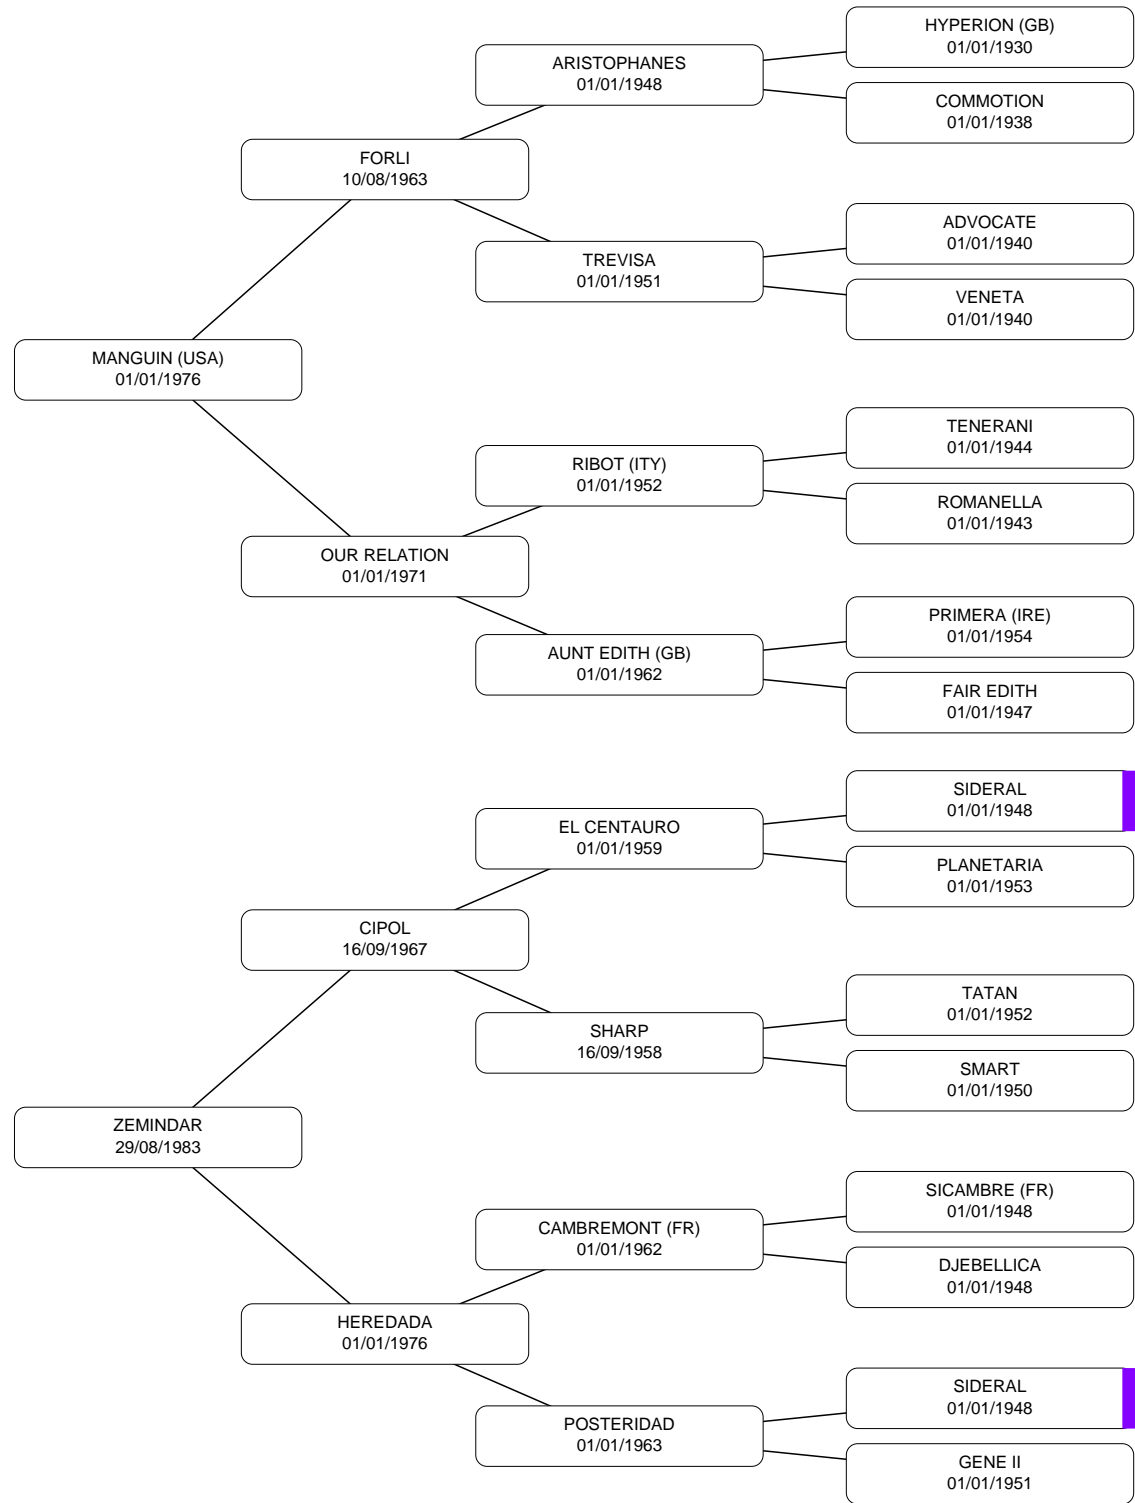 HYPERION (GB)
01/01/1930
ARISTOPHANES
01/01/1948
COMMOTION
01/01/1938
FORLI
10/08/1963
ADVOCATE
01/01/1940
TREVISA
01/01/1951
VENETA
01/01/1940
MANGUIN (USA)
01/01/1976
TENERANI
01/01/1944
RIBOT (ITY)
01/01/1952
ROMANELLA
01/01/1943
OUR RELATION
01/01/1971
PRIMERA (IRE)
01/01/1954
AUNT EDITH (GB)
01/01/1962
FAIR EDITH
01/01/1947
SIDERAL
01/01/1948
EL CENTAURO
01/01/1959
PLANETARIA
01/01/1953
CIPOL
16/09/1967
TATAN
01/01/1952
SHARP
16/09/1958
SMART
01/01/1950
ZEMINDAR
29/08/1983
SICAMBRE (FR)
01/01/1948
CAMBREMONT (FR)
01/01/1962
DJEBELLICA
01/01/1948
HEREDADA
01/01/1976
SIDERAL
01/01/1948
POSTERIDAD
01/01/1963
GENE II
01/01/1951